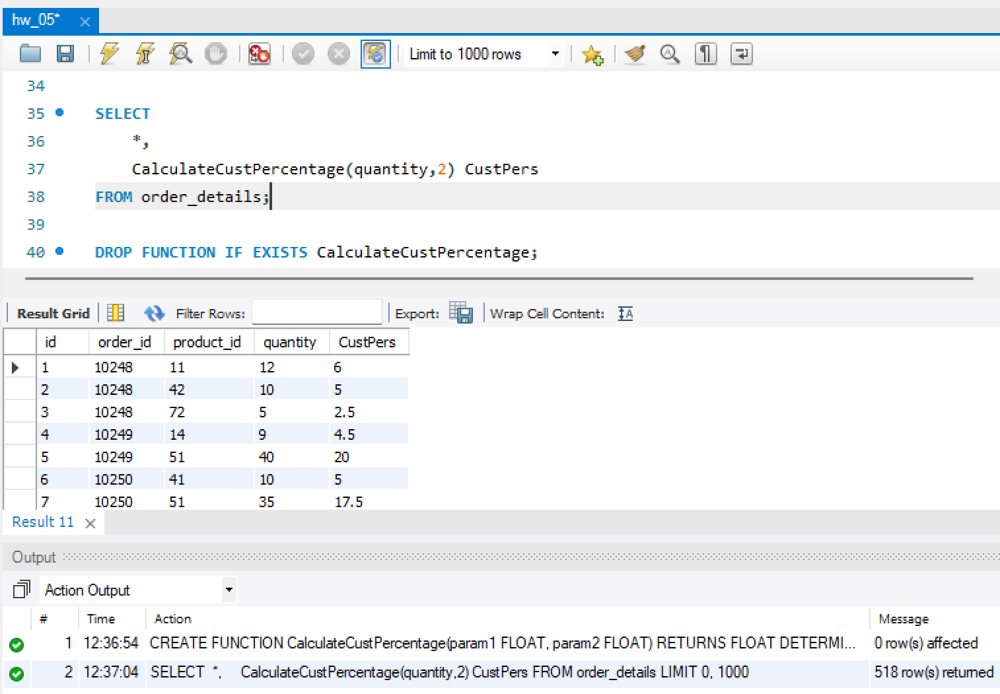 hw_05*
Limit to 1000 rows
34
35 SELECT
36 *,
37 CalculateCustPercentage(quantity,2) CustPers
38 FROM order_details;
39
40 DROP FUNCTION IF EXISTS CalculateCustPercentage;
Result Grid Filter Rows: Export: Wrap Cell Content: IA
id order_id product_id quantity CustPers
1 10248 11 12 6
2 10248 42 10 5
3 10248 72 5 2.5
4 10249 14 9 4.5
5 10249 51 40 20
6 10250 41 10 5
7 10250 51 35 17.5
Result 11
Output
Action Output
# Time Action Message
1 12:36:54 CREATE FUNCTION CalculateCustPercentage(param1 FLOAT, param2 FLOAT) RETURNS FLOAT DETERMI... 0 row(s) affected
2 12:37:04 SELECT *, CalculateCustPercentage(quantity,2) CustPers FROM order_details LIMIT 0, 1000 518 row(s) returned